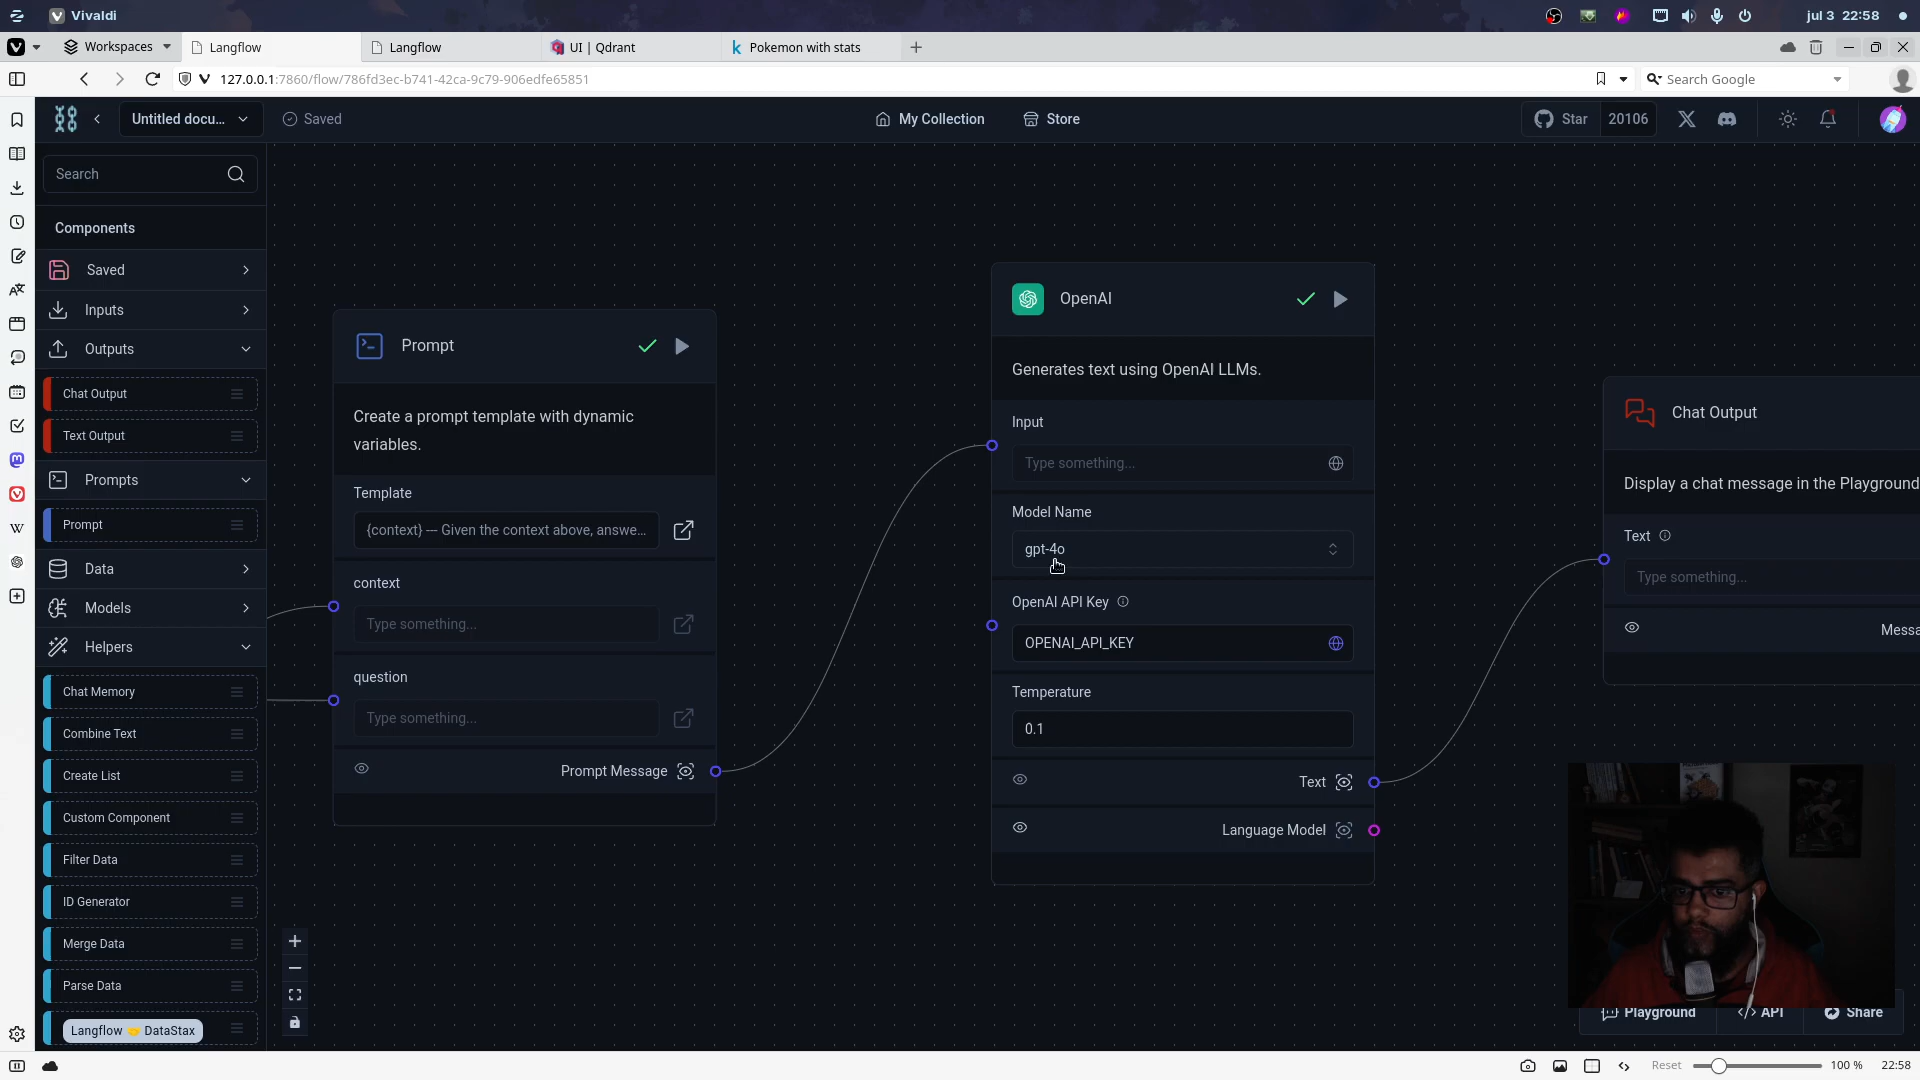 Vivaldi
jul 3 22:58
Workspaces
Langflow
Langflow
UI | Qdrant
Pokemon with stats
127.0.0.1:7860/flow/786fd3ec-b741-42ca-9c79-906edfe65851
Search Google
Untitled docu...
Saved
My Collection
Store
Star
20106
Search
Components
Saved
Inputs
Outputs
Chat Output
Text Output
Prompts
Prompt
Data
Models
Helpers
Chat Memory
Combine Text
Create List
Custom Component
Filter Data
ID Generator
Merge Data
Parse Data
Langflow 🤝 DataStax
Prompt
Create a prompt template with dynamic
variables.
Template
{context} --- Given the context above, answe...
context
Type something...
question
Type something...
Prompt Message
OpenAI
Generates text using OpenAI LLMs.
Input
Type something...
Model Name
gpt-4o
OpenAI API Key
OPENAI_API_KEY
Temperature
0.1
Text
Language Model
Chat Output
Display a chat message in the Playground
Text
Type something...
Messa
Playground
API
Share
Reset
100 %
22:58